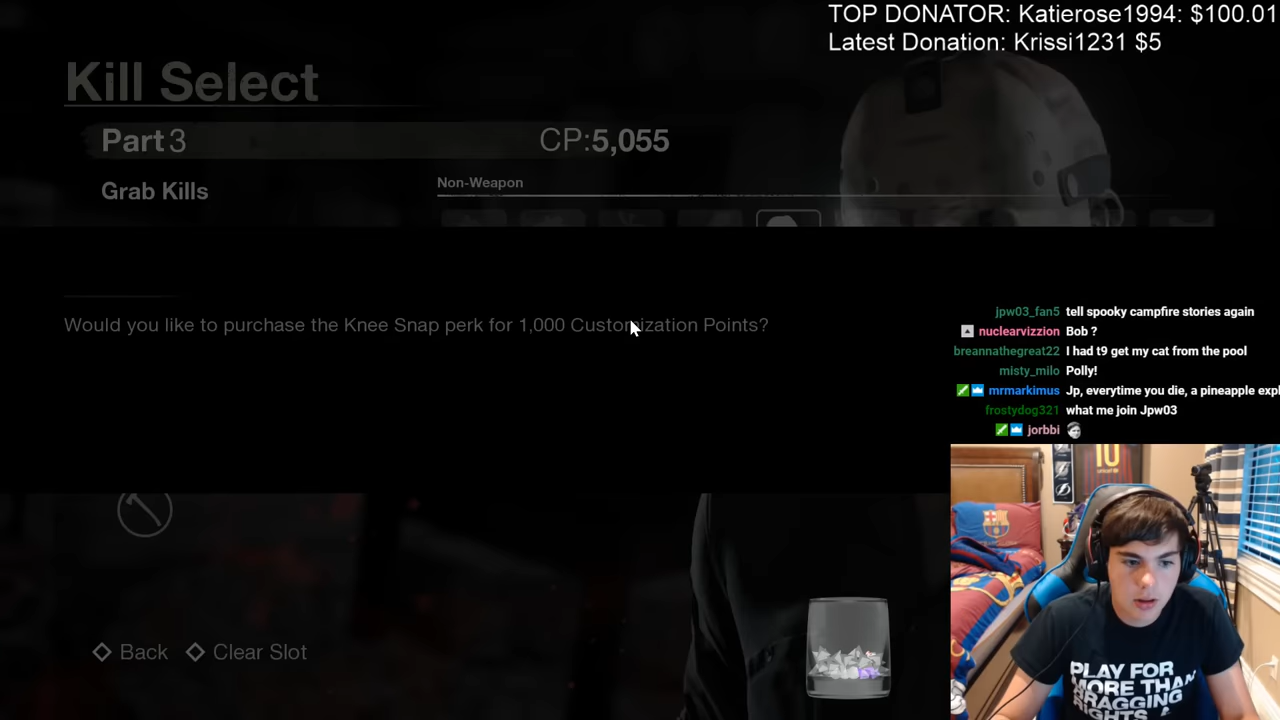 TOP DONATOR: Katierose1994: $100.01
Latest Donation: Krissi1231 $5
Kill Select
Part 3 CP:5,055
Grab Kills
Non-Weapon
Would you like to purchase the Knee Snap perk for 1,000 Customization Points?
jpw03_fan5 tell spooky campfire stories again
nuclearvizzion Bob ?
breannathegreat22 I had t9 get my cat from the pool
misty_milo Polly!
mrmarkimus Jp, everytime you die, a pineapple expl
frostydog321 what me join Jpw03
jorbbi
10
Back Clear Slot
PLAY FOR
MORE THAN
BRAGGING
RIGHTS